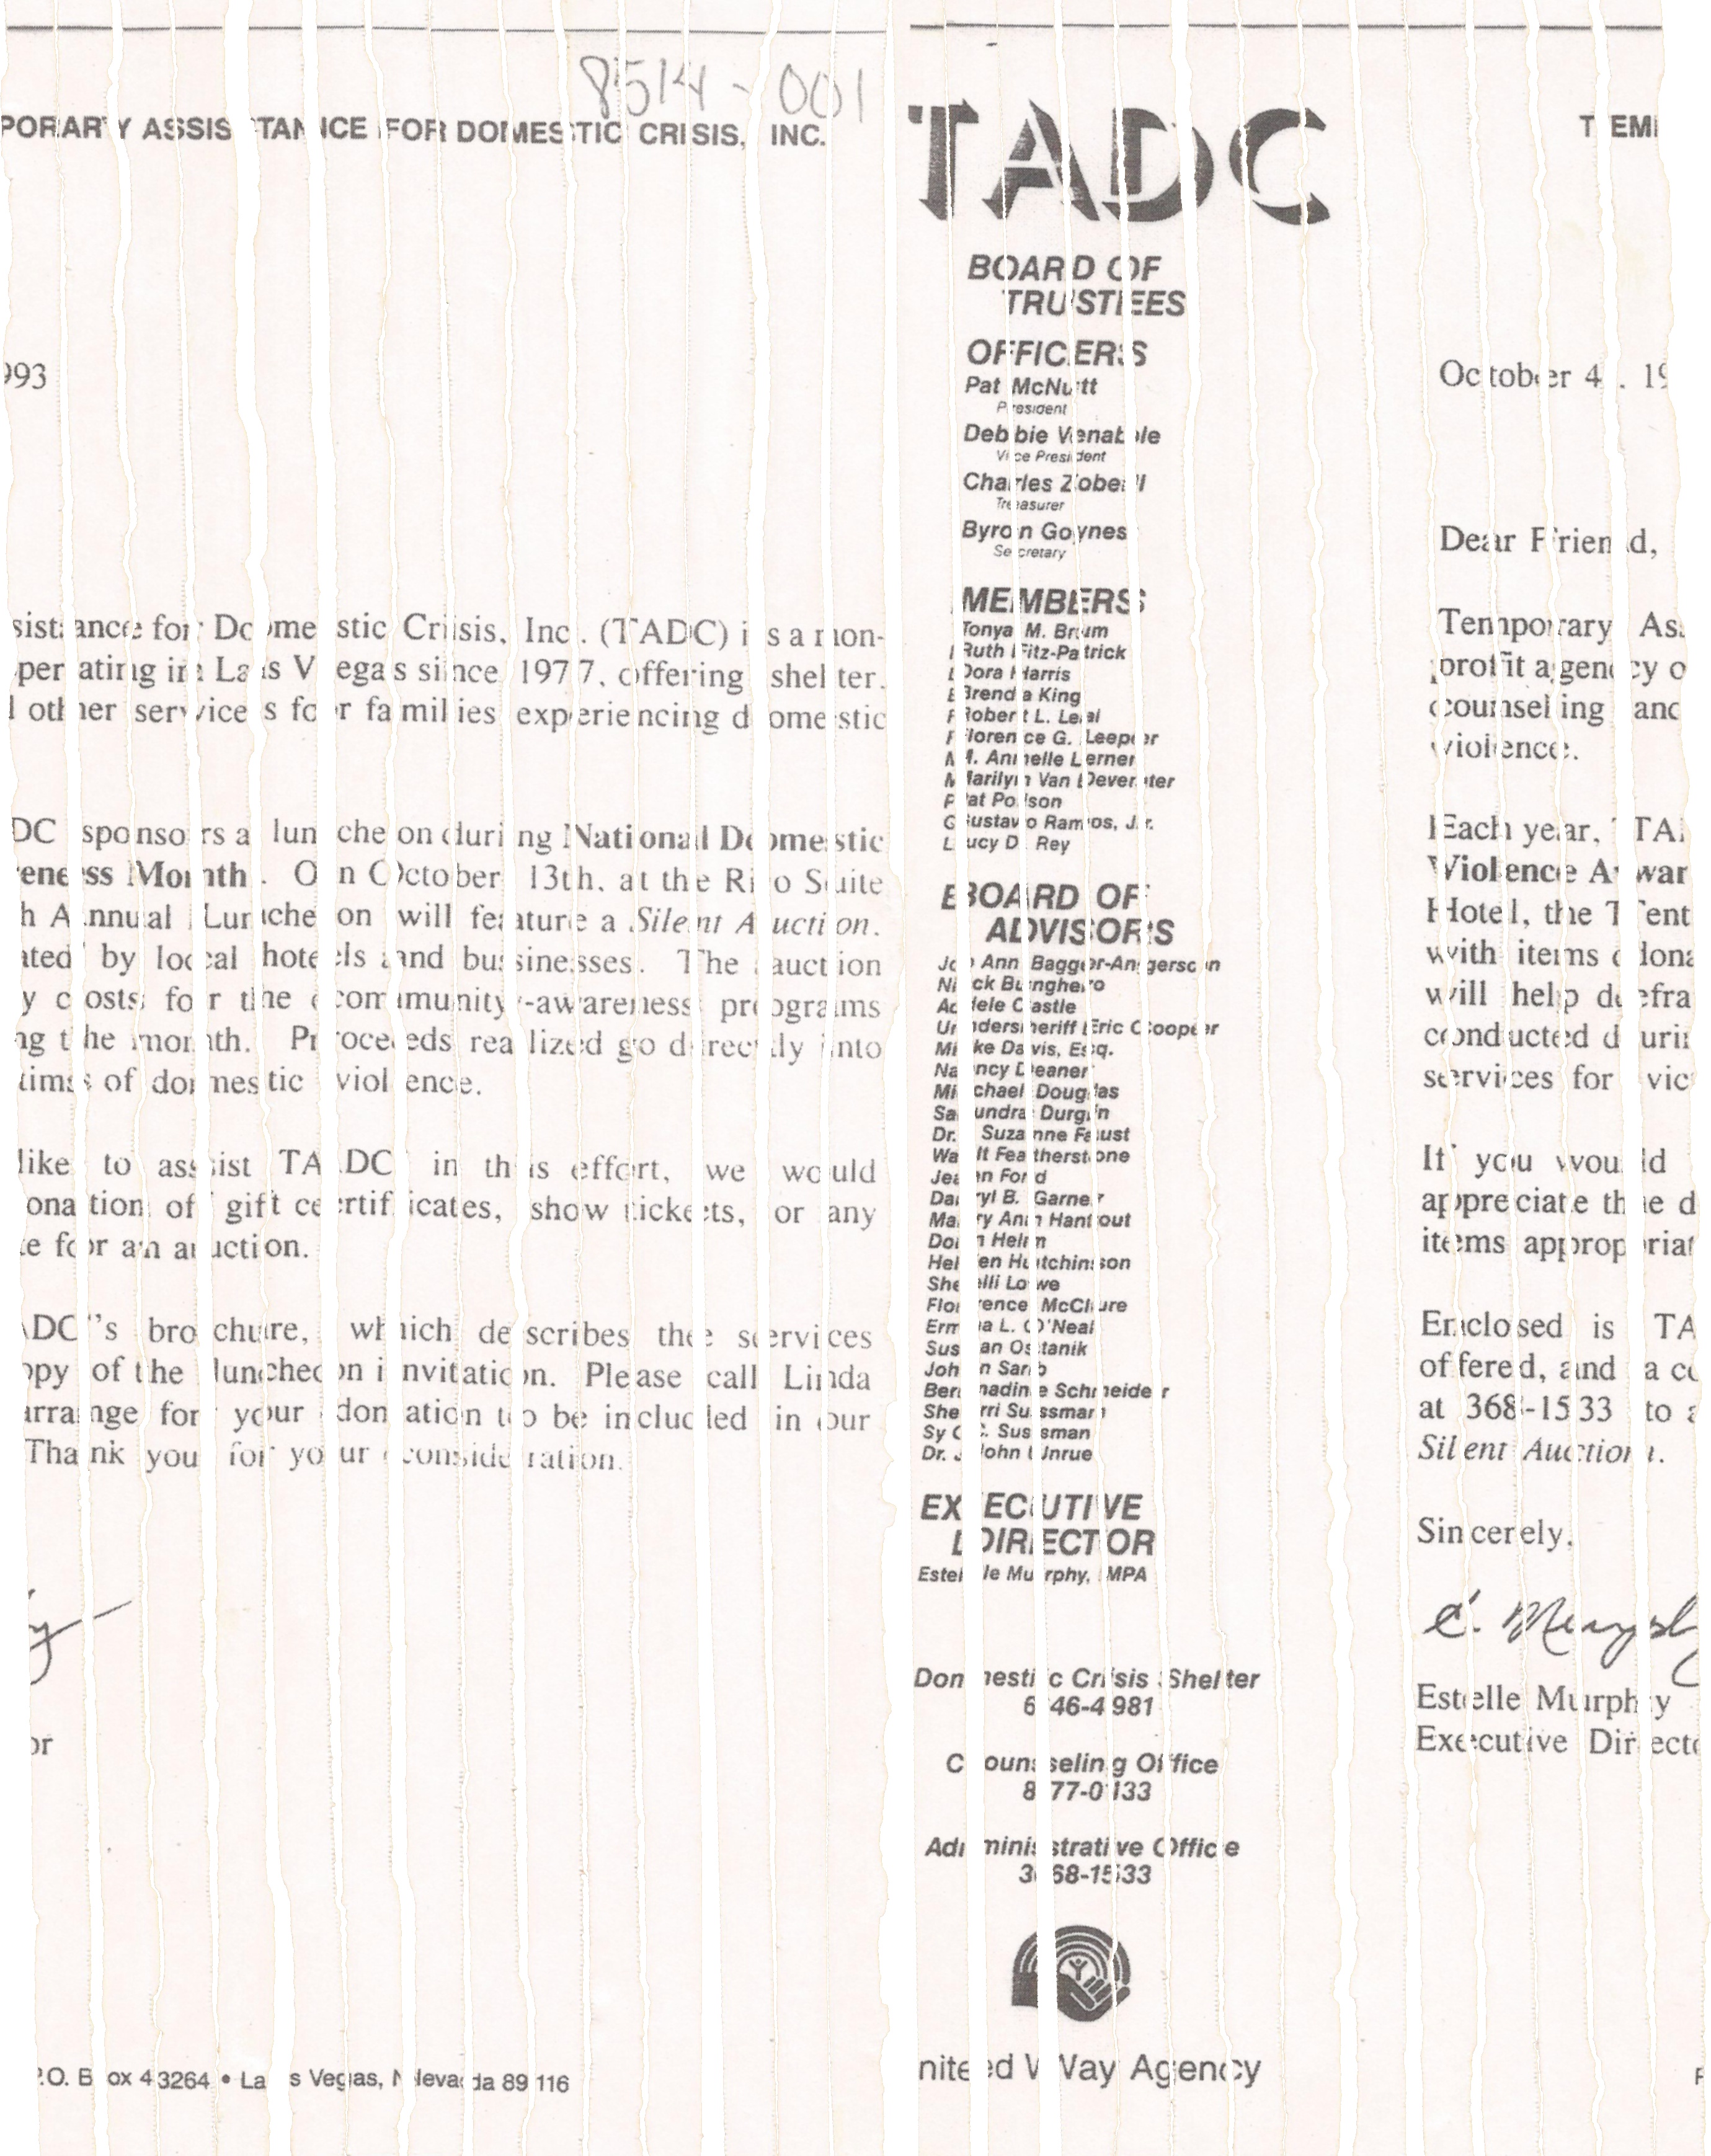 8514-001
PORARY ASSISTANCE FOR DOMESTIC CRISIS, INC.
993
sistance for Domestic Crisis, Inc. (TADC) is a non-
perating in Las Vegas since 1977, offering shelter,
l other services for families experiencing domestic
DC sponsors a luncheon during National Domestic
eness Month. On October 13th, at the Rio Suite
h Annual Luncheon will feature a Silent Auction.
ated by local hotels and businesses. The auction
y costs for the community-awareness programs
ng the month. Proceeds realized go directly into
tims of domestic violence.
like to assist TADC in this effort, we would
onation of gift certificates, show tickets, or any
te for an auction.
ADC's brochure, which describes the services
opy of the luncheon invitation. Please call Linda
arrange for your donation to be included in our
Thank you for your consideration.
or
P.O. Box 43264 • Las Vegas, Nevada 89116
TADC
BOARD OF
TRUSTEES
OFFICERS
Pat McNutt
President
Debbie Venable
Vice President
Charles Zobell
Treasurer
Byron Goynes
Secretary
MEMBERS
Tonya M. Brum
Ruth Fitz-Patrick
Dora Harris
Brenda King
Robert L. Leal
Florence G. Leeper
M. Annelle Lerner
Marilyn Van Deventer
Pat Polson
Gustavo Ramos, Jr.
Lucy D. Rey
BOARD OF
ADVISORS
Jo Ann Bagger-Angerson
Nick Burnghero
Adele Castle
Undersheriff Eric Cooper
Mike Davis, Esq.
Nancy Deaner
Michael Douglas
Saundra Durgin
Dr. Suzanne Faust
Walt Featherstone
Jean Ford
Darryl B. Garner
Mary Ann Hantout
Don Helm
Helen Hutchinson
Shelli Lowe
Florence McClure
Erma L. O'Neal
Susan Ostanik
John Sarb
Bernadine Schneider
Sherri Sussman
Sy C. Sussman
Dr. John Unrue
EXECUTIVE
DIRECTOR
Estelle Murphy, MPA
Domestic Crisis Shelter
646-4981
Counseling Office
877-0133
Administrative Office
368-1533
nited Way Agency
TEMI
October 4, 19
Dear Friend,
Temporary As
profit agency o
counseling and
violence.
Each year, TA
Violence Awar
Hotel, the Tent
with items dona
will help defra
conducted durin
services for vic
If you would
appreciate the d
items appropriat
Enclosed is TA
offered, and a co
at 368-1533 to a
Silent Auction.
Sincerely,
E. Murph
Estelle Murphy
Executive Directo